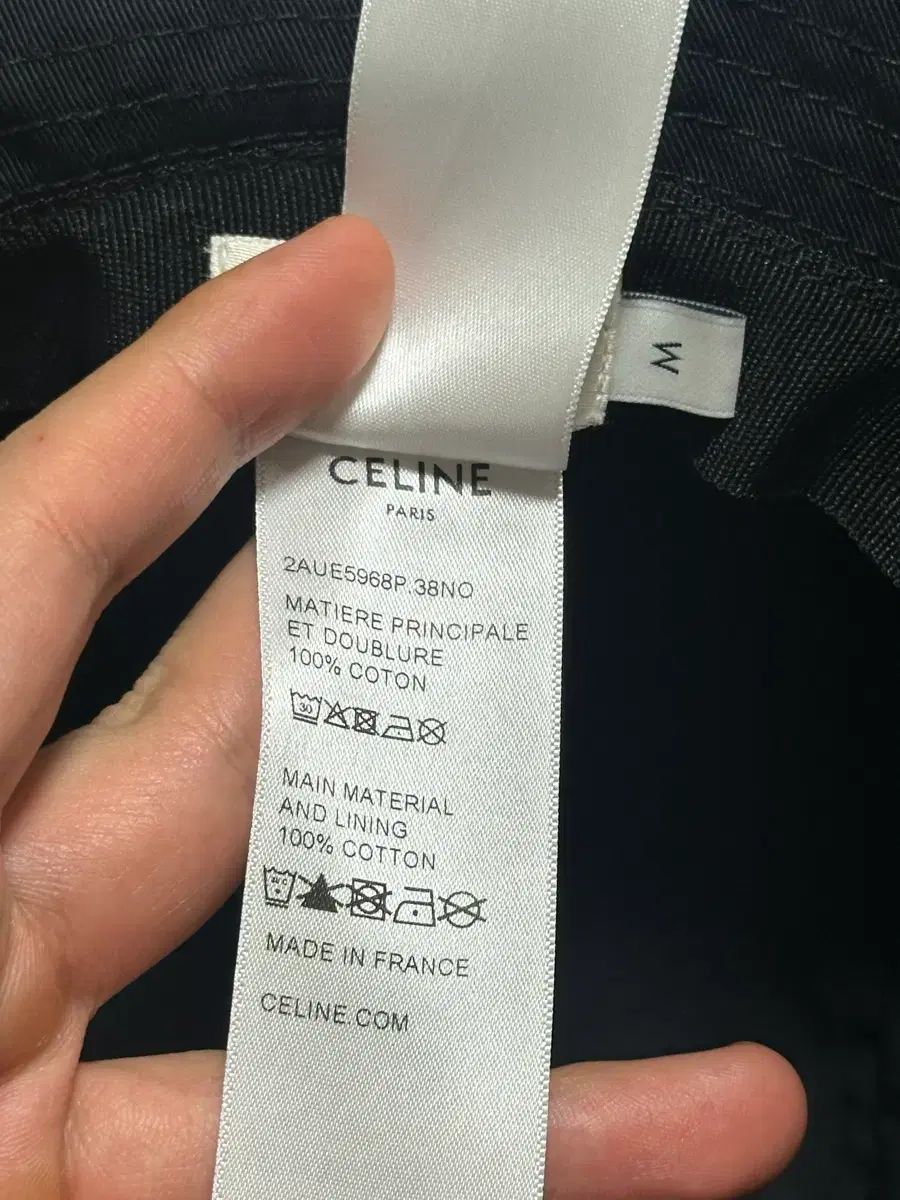 M
CELINE
PARIS
2AUE5968P.38NO
MATIERE PRINCIPALE
ET DOUBLURE
100% COTON
30
MAIN MATERIAL
AND LINING
100% COTTON
MADE IN FRANCE
CELINE.COM